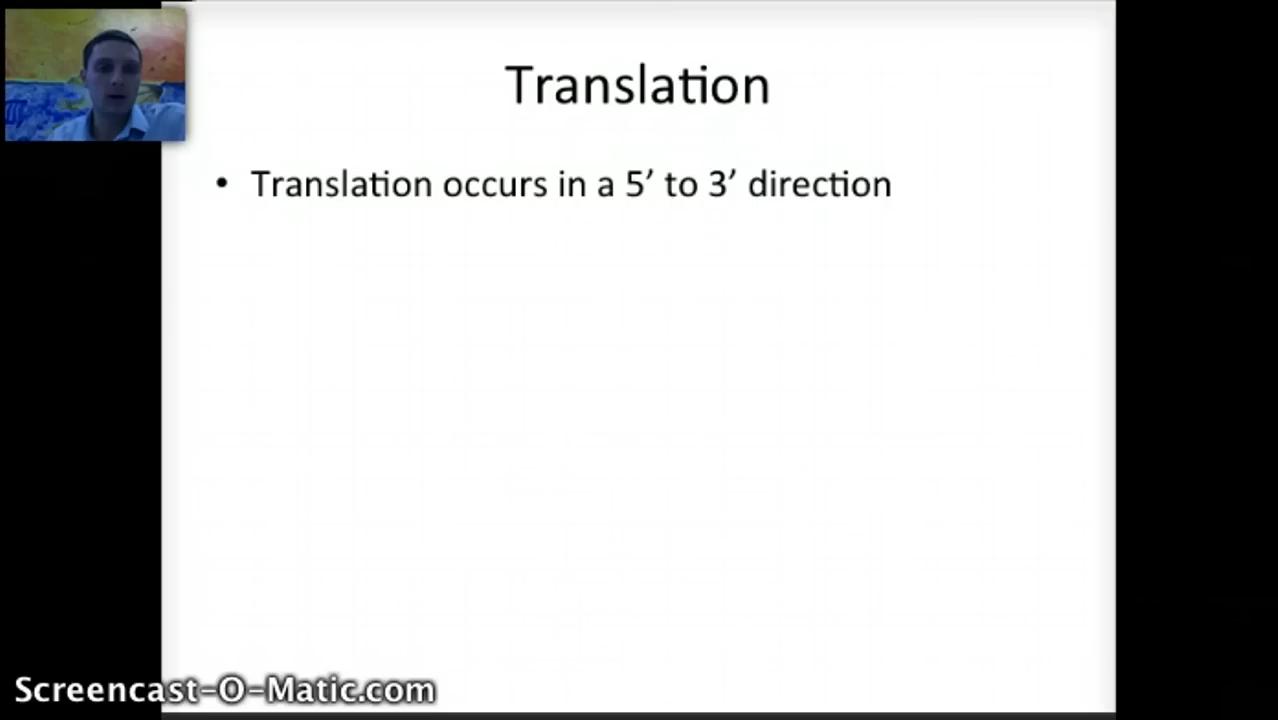 Translation
• Translation occurs in a 5’ to 3’ direction
Screencast-O-Matic.com